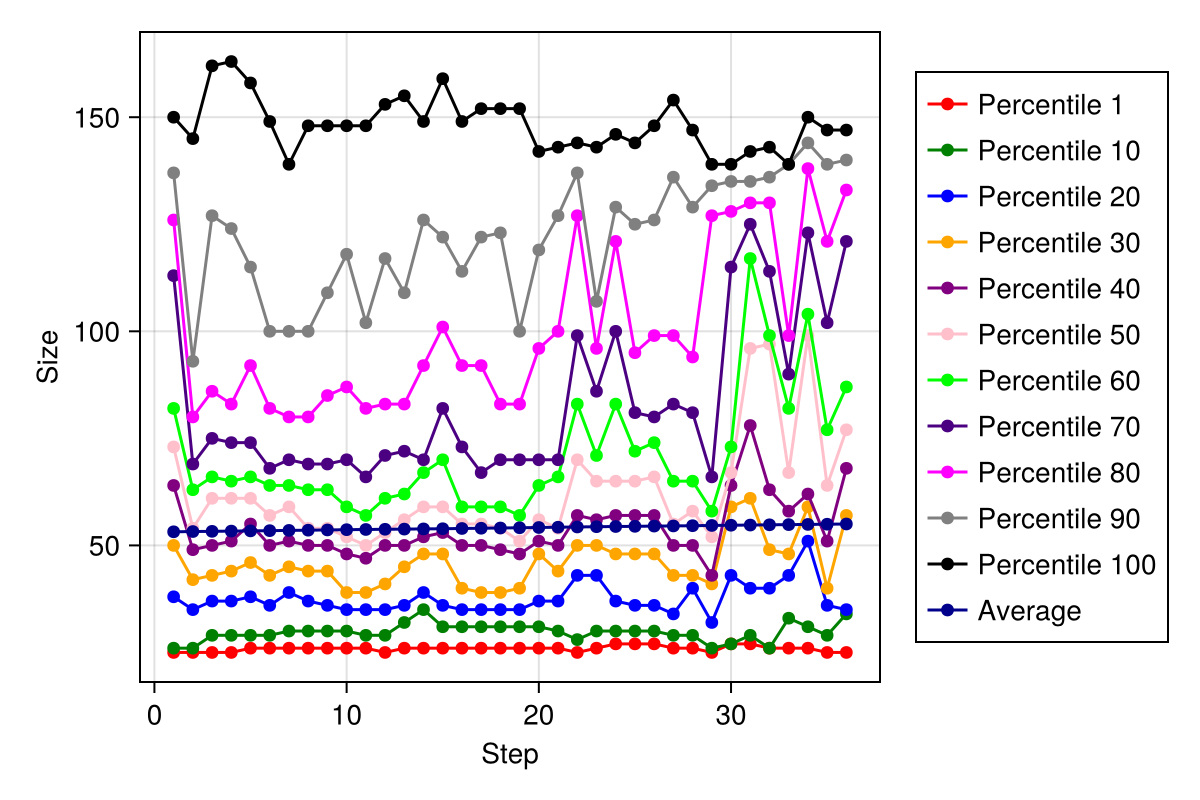 150
100
50
0
10
20
30
Size
Step
Percentile 1
Percentile 10
Percentile 20
Percentile 30
Percentile 40
Percentile 50
Percentile 60
Percentile 70
Percentile 80
Percentile 90
Percentile 100
Average